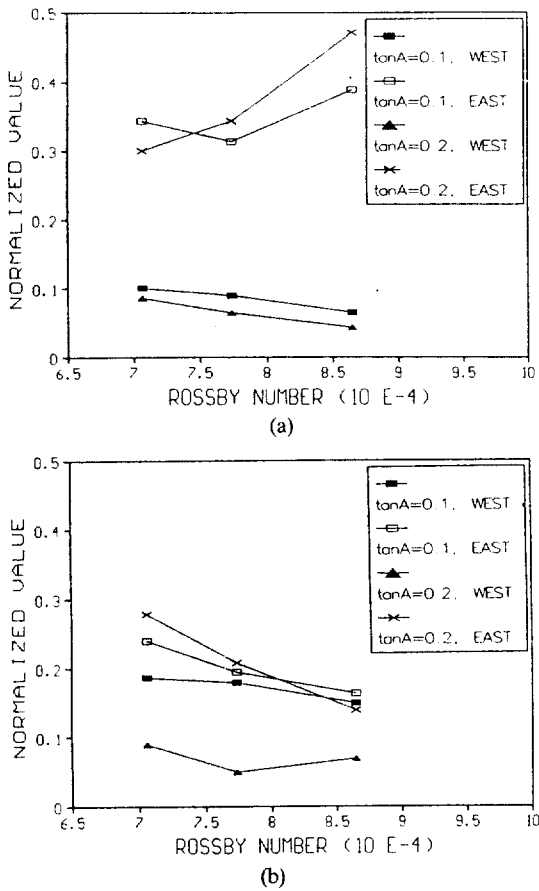 0.5
0.4
0.3
0.2
0.1
0
NORMALIZED VALUE
tanA=0.1, WEST
tanA=0.1, EAST
tanA=0.2, WEST
tanA=0.2, EAST
6.5 7 7.5 8 8.5 9 9.5 10
ROSSBY NUMBER (10 E-4)
(a)
0.5
0.4
0.3
0.2
0.1
0
NORMALIZED VALUE
tanA=0.1, WEST
tanA=0.1, EAST
tanA=0.2, WEST
tanA=0.2, EAST
6.5 7 7.5 8 8.5 9 9.5 10
ROSSBY NUMBER (10 E-4)
(b)